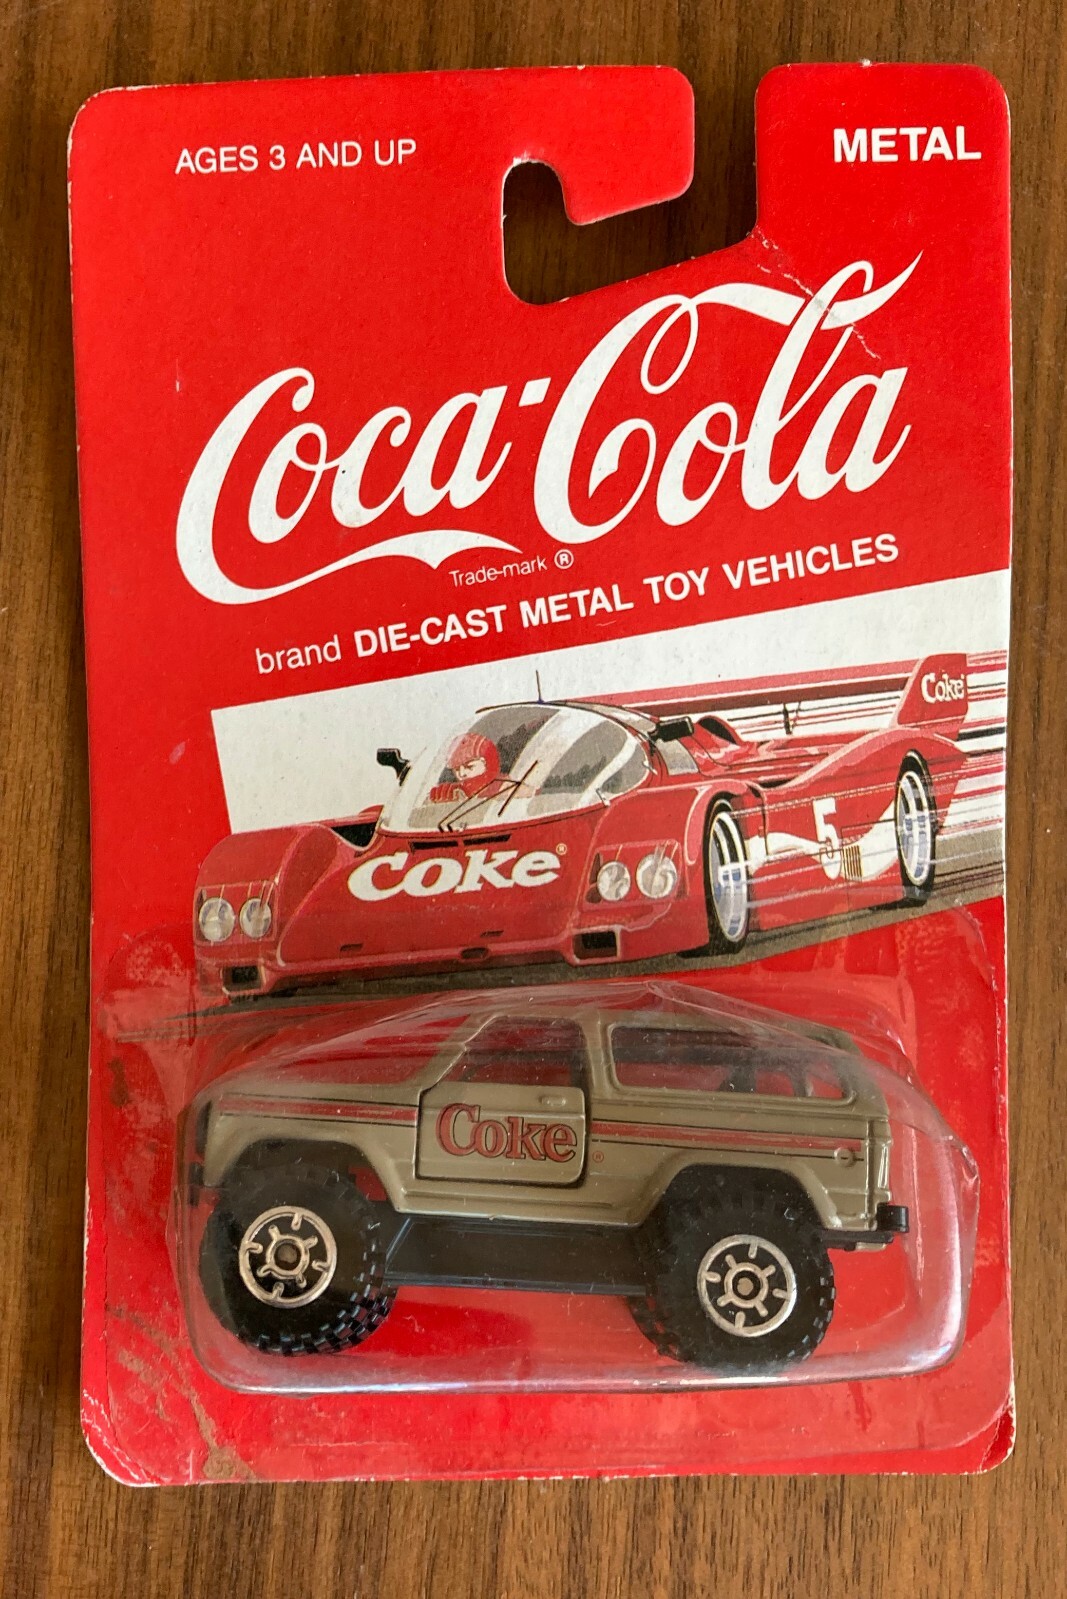 AGES 3 AND UP
METAL
Coca-Cola
Trade-mark ®
brand DIE-CAST METAL TOY VEHICLES
Coke
Coke®
5
Coke®